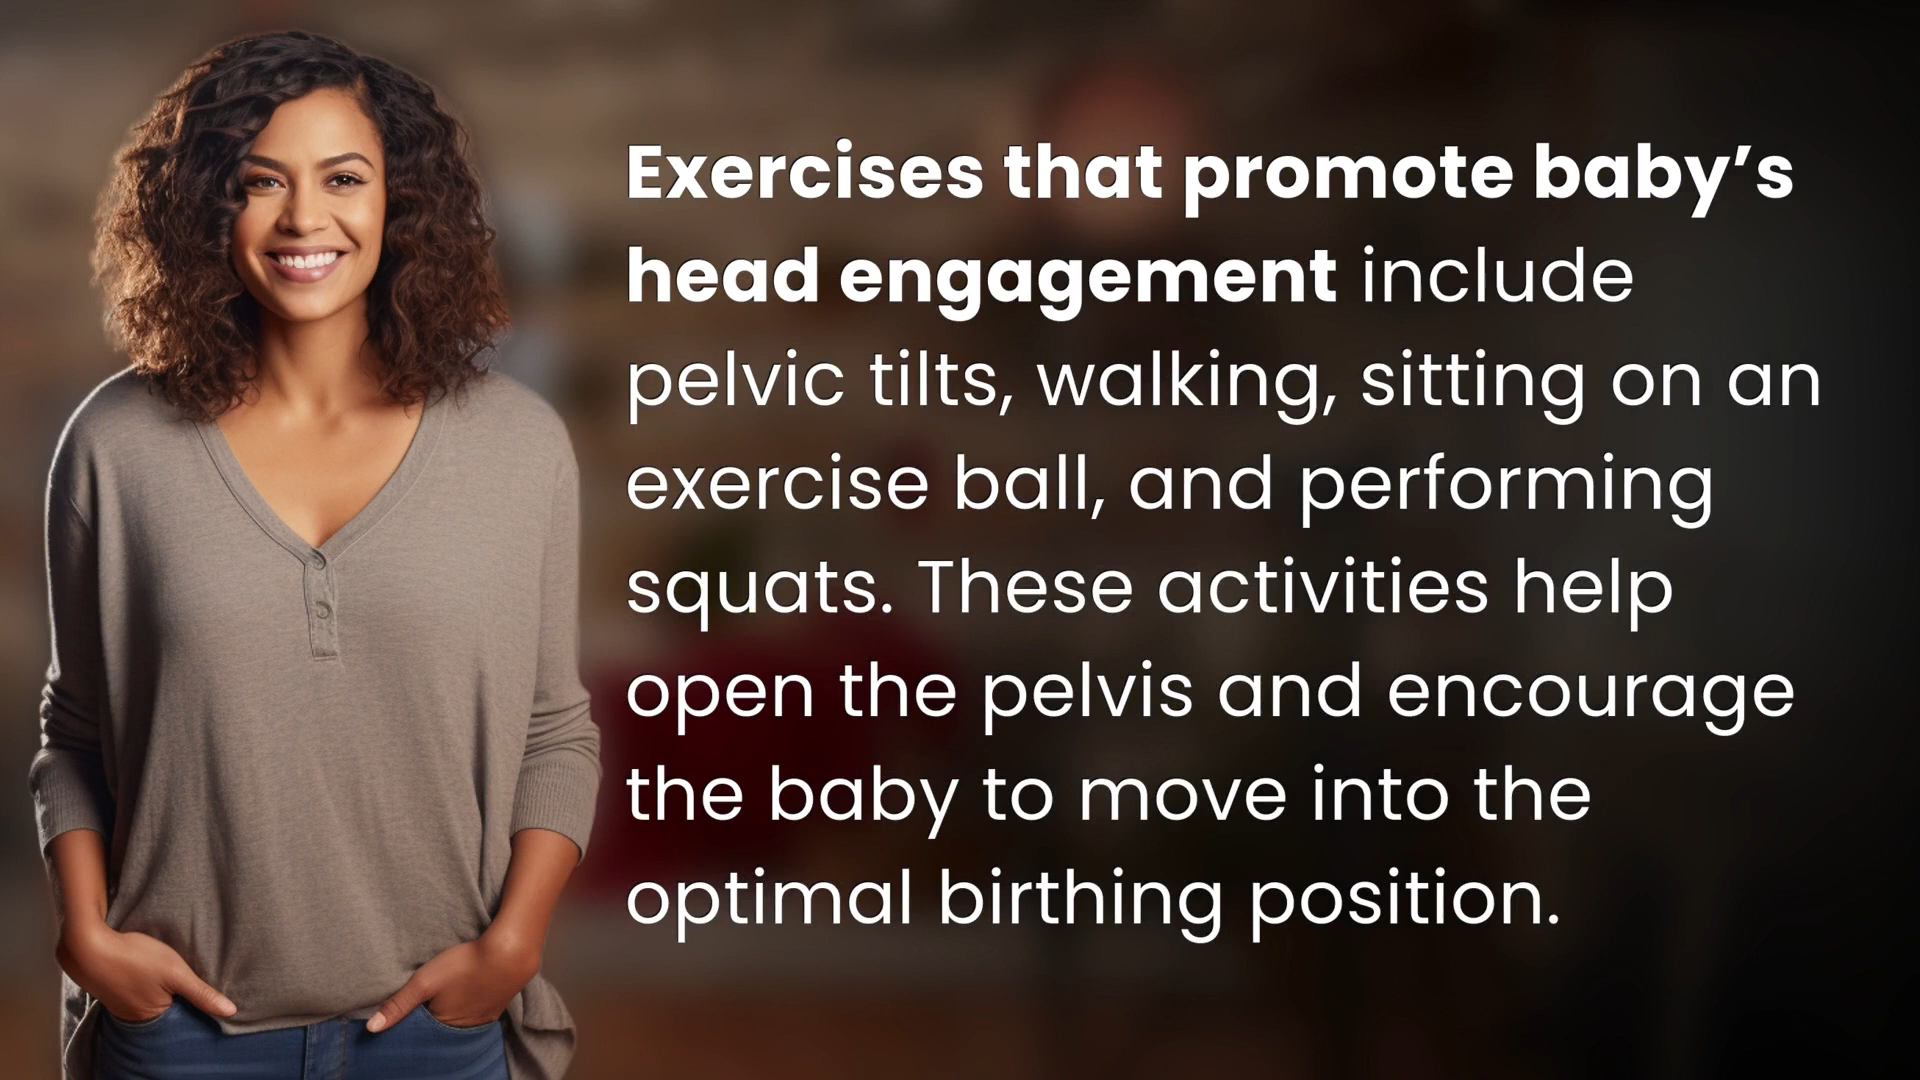 Exercises that promote baby’s
head engagement include
pelvic tilts, walking, sitting on an
exercise ball, and performing
squats. These activities help
open the pelvis and encourage
the baby to move into the
optimal birthing position.